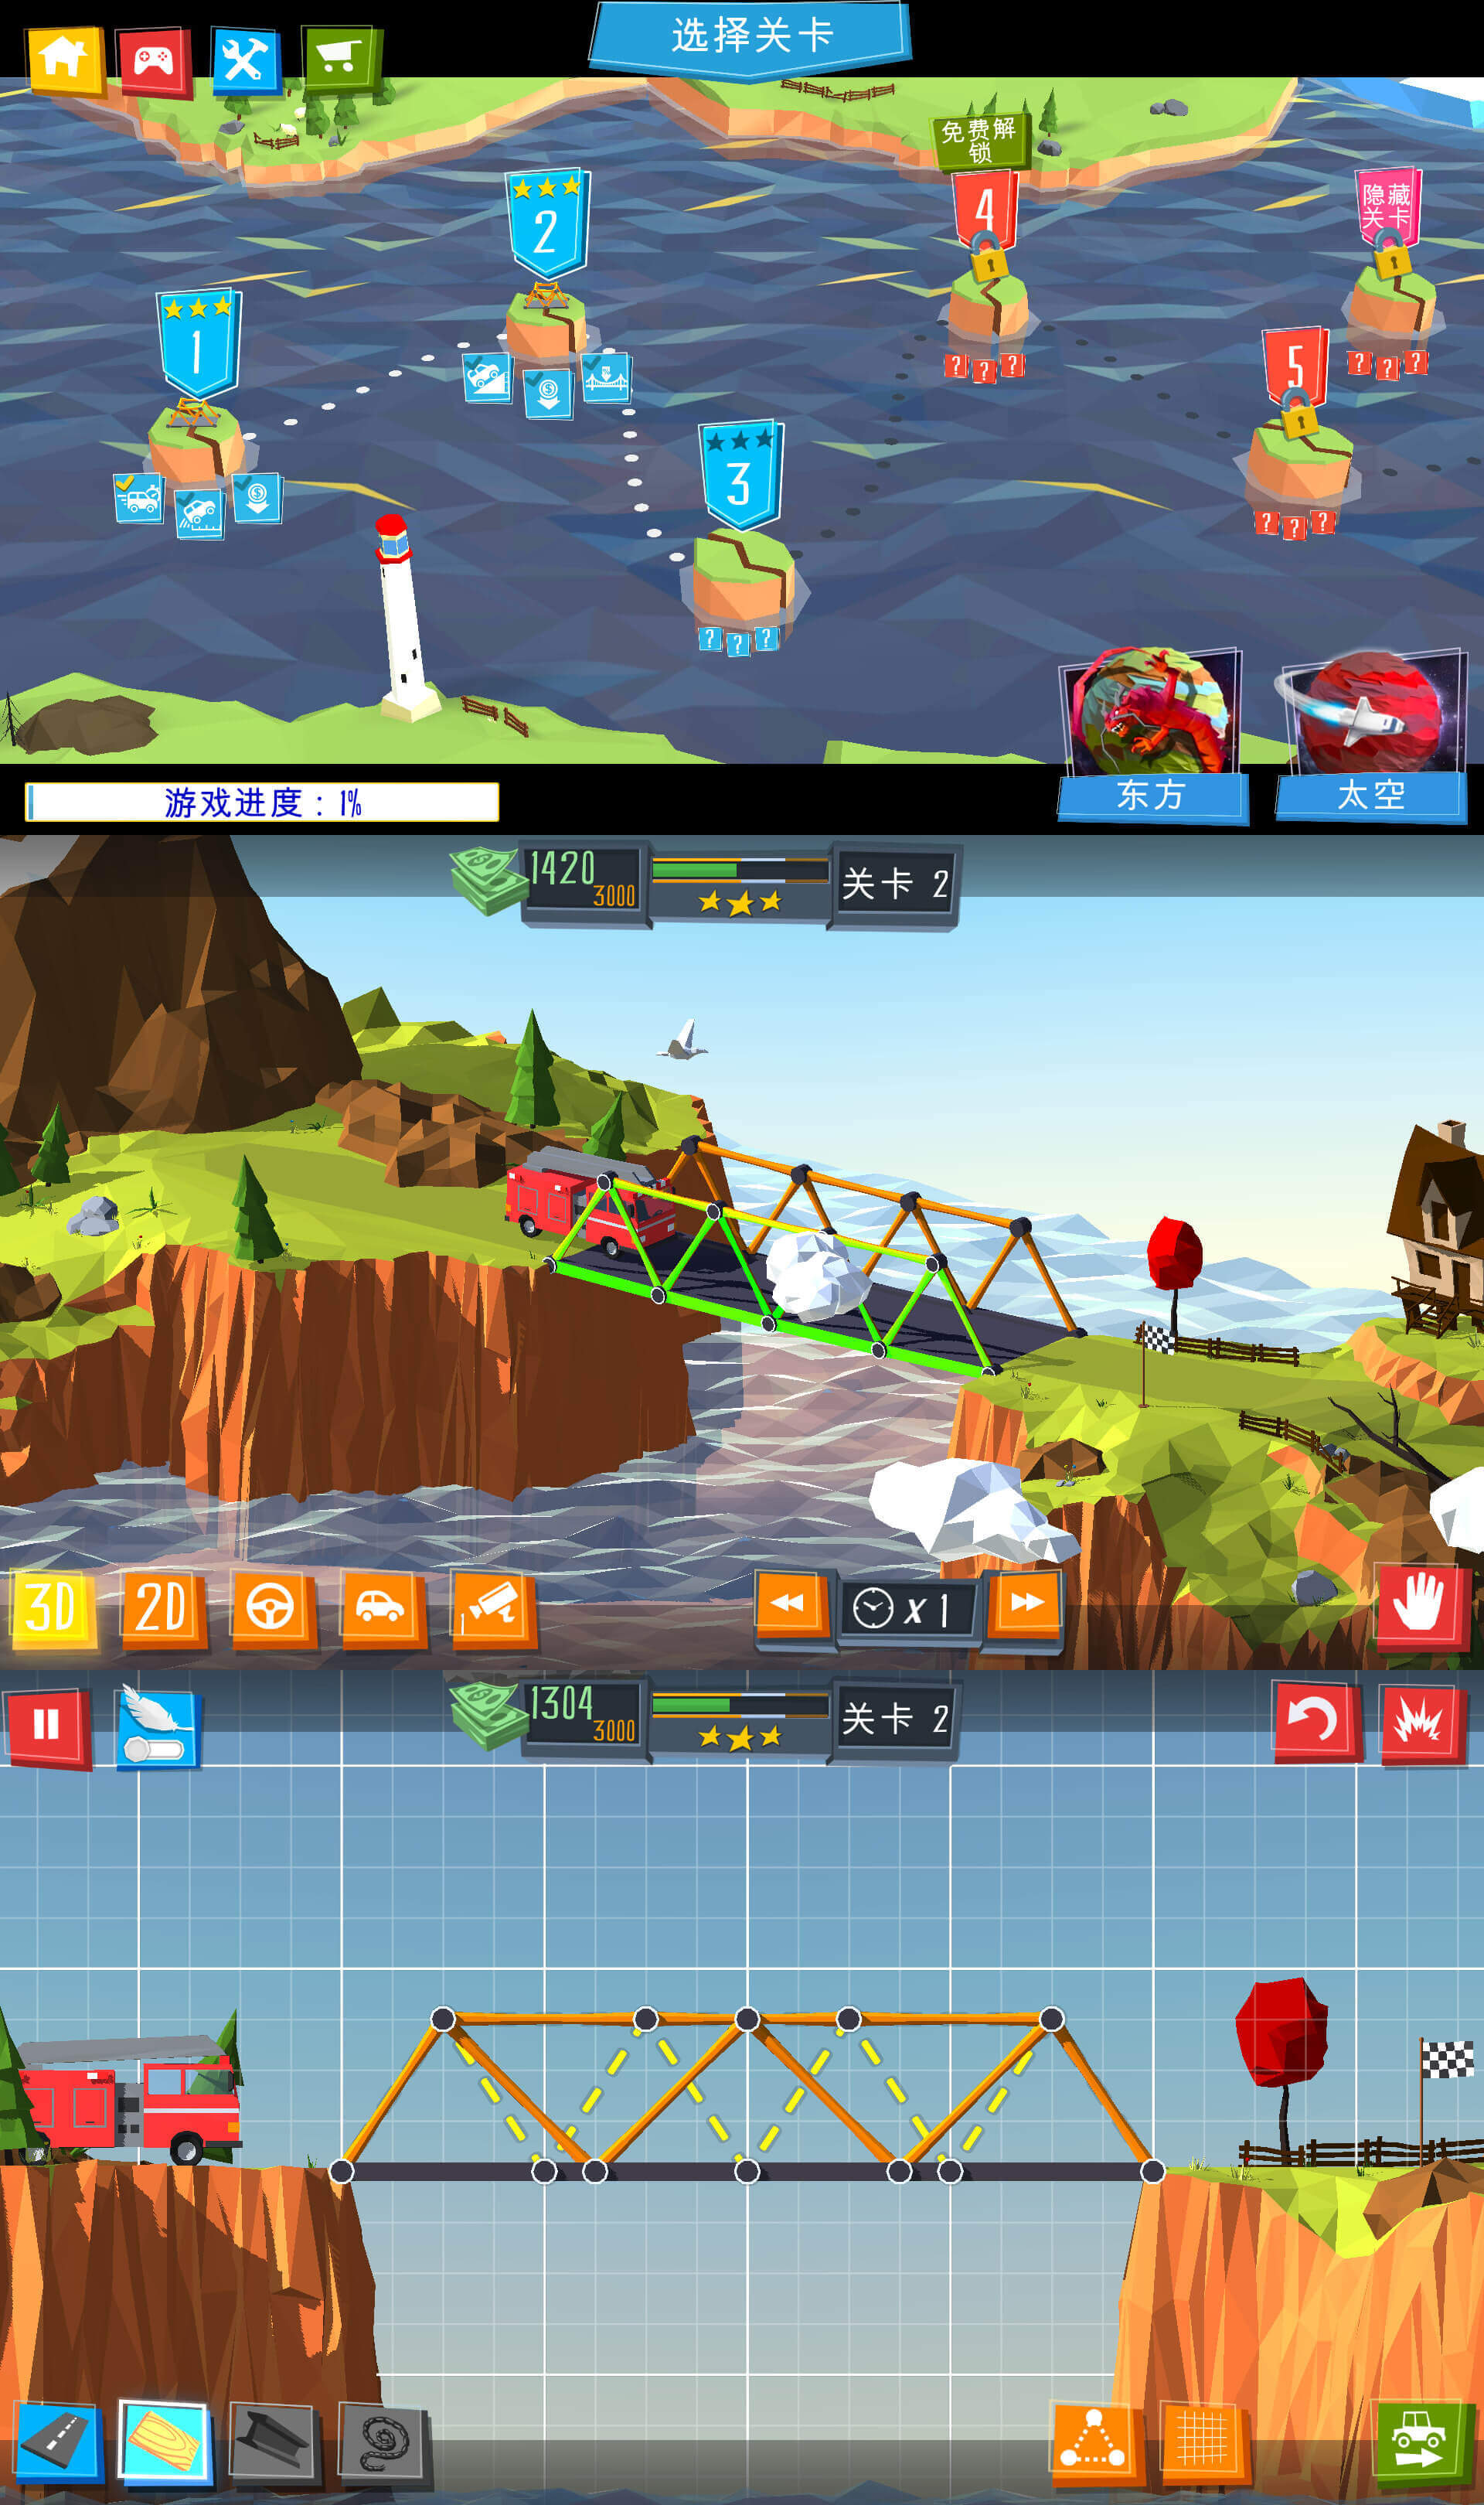 选择关卡
免费解
锁
4
隐藏
关卡
2
1
5
3
? ? ?
? ? ?
? ? ?
? ? ?
东方
太空
游戏进度：1%
1420
3000
关卡 2
3D
2D
1
x 1
1304
3000
关卡 2